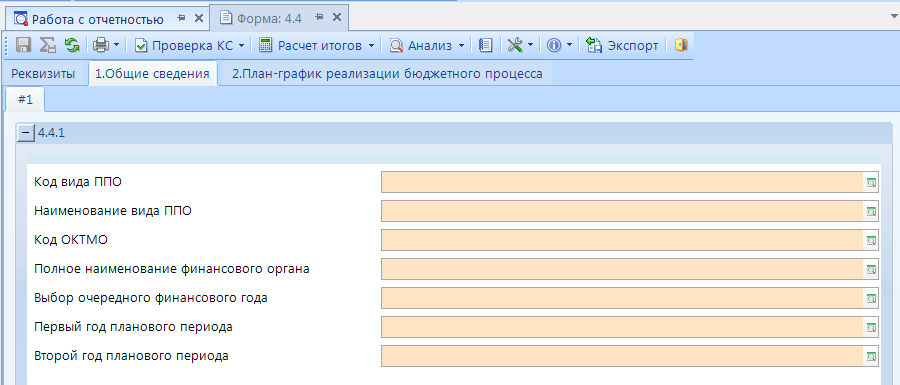 Работа с отчетностью Форма: 4.4
Проверка КС Расчет итогов Анализ Экспорт
Реквизиты 1.Общие сведения 2.План-график реализации бюджетного процесса
#1
4.4.1
Код вида ППО
Наименование вида ППО
Код ОКТМО
Полное наименование финансового органа
Выбор очередного финансового года
Первый год планового периода
Второй год планового периода